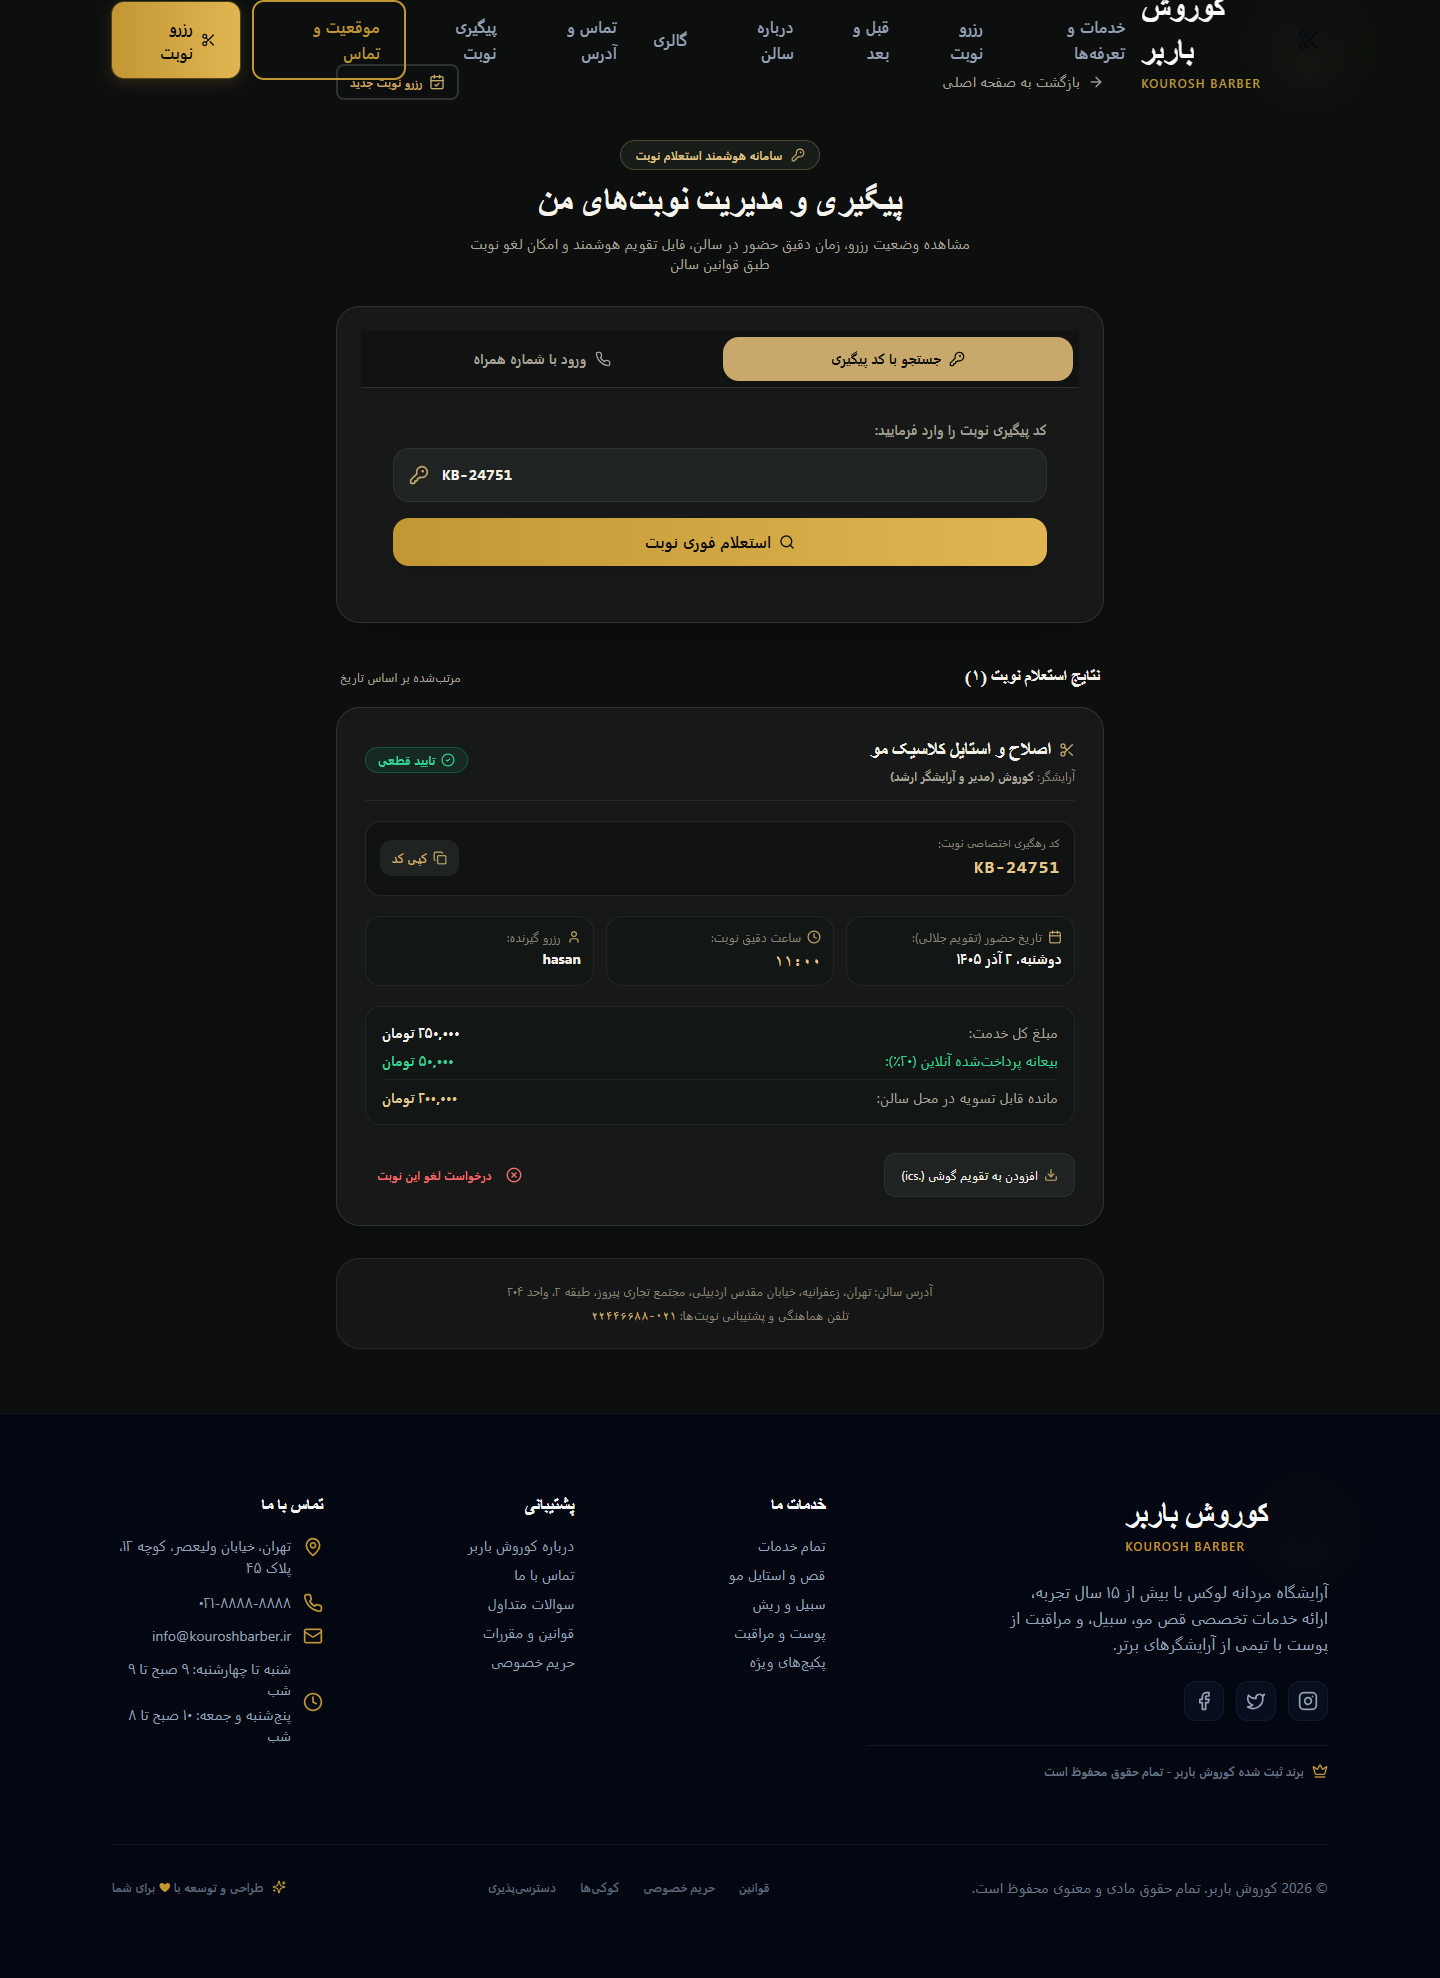 کوروش
باربر
KOUROSH BARBER
خدمات و
تعرفه‌ها
رزرو
نوبت
قبل و
بعد
درباره
سالن
گالری
تماس و
آدرس
پیگیری
نوبت
موقعیت و
تماس
رزرو
نوبت
بازگشت به صفحه اصلی
رزرو نوبت جدید
سامانه هوشمند استعلام نوبت
پیگیری و مدیریت نوبت‌های من
مشاهده وضعیت رزرو، زمان دقیق حضور در سالن، فایل تقویم هوشمند و امکان لغو نوبت
طبق قوانین سالن
جستجو با کد پیگیری
ورود با شماره همراه
کد پیگیری نوبت را وارد فرمایید:
KB-24751
استعلام فوری نوبت
نتایج استعلام نوبت (۱)
مرتب‌شده بر اساس تاریخ
اصلاح و استایل کلاسیک مو
آرایشگر: کوروش (مدیر و آرایشگر ارشد)
تایید قطعی
کد رهگیری اختصاصی نوبت:
KB-24751
کپی کد
تاریخ حضور (تقویم جلالی):
دوشنبه، ۲ آذر ۱۴۰۵
ساعت دقیق نوبت:
۱۱:۰۰
رزرو گیرنده:
hasan
مبلغ کل خدمت:
۲۵۰,۰۰۰ تومان
بیعانه پرداخت‌شده آنلاین (۲۰٪):
۵۰,۰۰۰ تومان
مانده قابل تسویه در محل سالن:
۲۰۰,۰۰۰ تومان
افزودن به تقویم گوشی (.ics)
درخواست لغو این نوبت
آدرس سالن: تهران، زعفرانیه، خیابان مقدس اردبیلی، مجتمع تجاری پیروز، طبقه ۲، واحد ۲۰۴
تلفن هماهنگی و پشتیبانی نوبت‌ها: ۰۲۱-۲۲۴۴۶۶۸۸
کوروش باربر
KOUROSH BARBER
آرایشگاه مردانه لوکس با بیش از ۱۵ سال تجربه،
ارائه خدمات تخصصی قص مو، سبیل، و مراقبت از
پوست با تیمی از آرایشگرهای برتر.
برند ثبت شده کوروش باربر - تمام حقوق محفوظ است
خدمات ما
تمام خدمات
قص و استایل مو
سبیل و ریش
پوست و مراقبت
پکیج‌های ویژه
پشتیبانی
درباره کوروش باربر
تماس با ما
سوالات متداول
قوانین و مقررات
حریم خصوصی
تماس با ما
تهران، خیابان ولیعصر، کوچه ۱۲،
پلاک ۴۵
۰۲۱-۸۸۸۸-۸۸۸۸
info@kouroshbarber.ir
شنبه تا چهارشنبه: ۹ صبح تا ۹
شب
پنج‌شنبه و جمعه: ۱۰ صبح تا ۸
شب
© 2026 کوروش باربر. تمام حقوق مادی و معنوی محفوظ است.
قوانین
حریم خصوصی
کوکی‌ها
دسترسی‌پذیری
طراحی و توسعه با ♥ برای شما